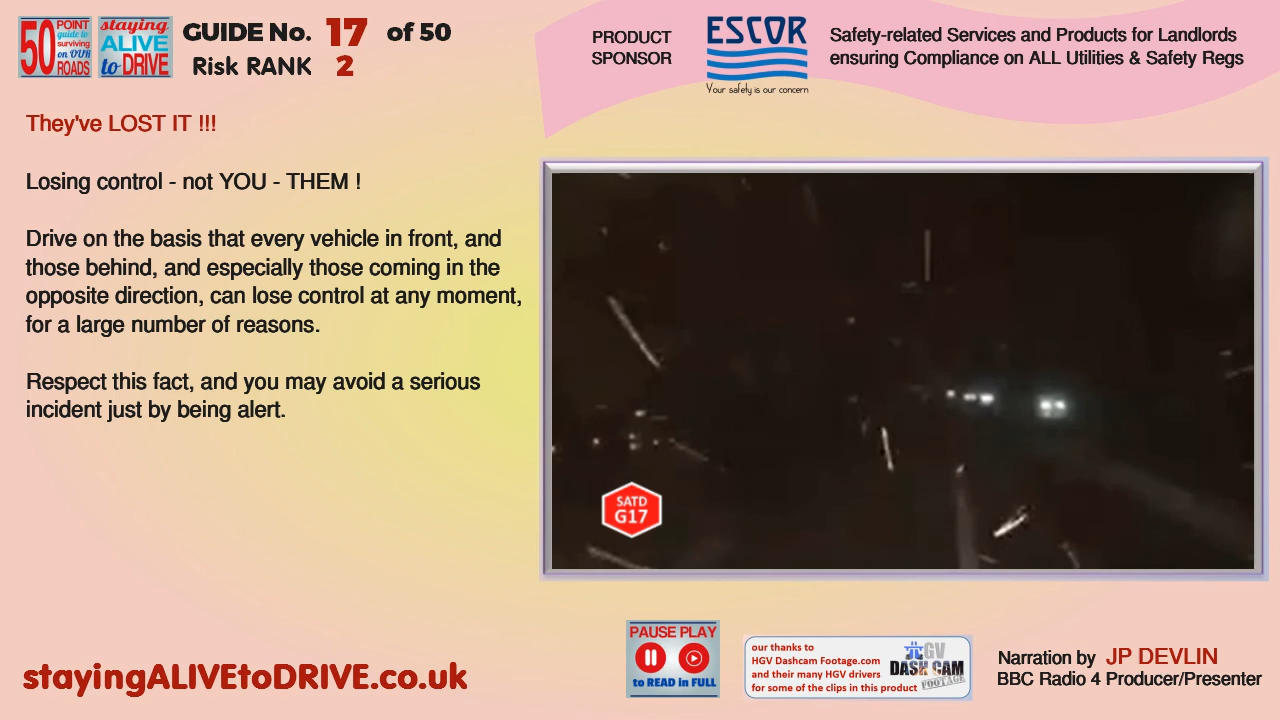 50 POINT guide to surviving on OUR ROADS
staying ALIVE to DRIVE
GUIDE No. 17 of 50
Risk RANK 2
PRODUCT SPONSOR
ESCOR
Your safety is our concern
Safety-related Services and Products for Landlords
ensuring Compliance on ALL Utilities & Safety Regs
They've LOST IT !!!
Losing control - not YOU - THEM !
Drive on the basis that every vehicle in front, and
those behind, and especially those coming in the
opposite direction, can lose control at any moment,
for a large number of reasons.
Respect this fact, and you may avoid a serious
incident just by being alert.
SATD
G17
stayingALIVEtoDRIVE.co.uk
PAUSE PLAY
to READ in FULL
our thanks to
HGV Dashcam Footage.com
and their many HGV drivers
for some of the clips in this product
HGV
DASH CAM
FOOTAGE
Narration by JP DEVLIN
BBC Radio 4 Producer/Presenter